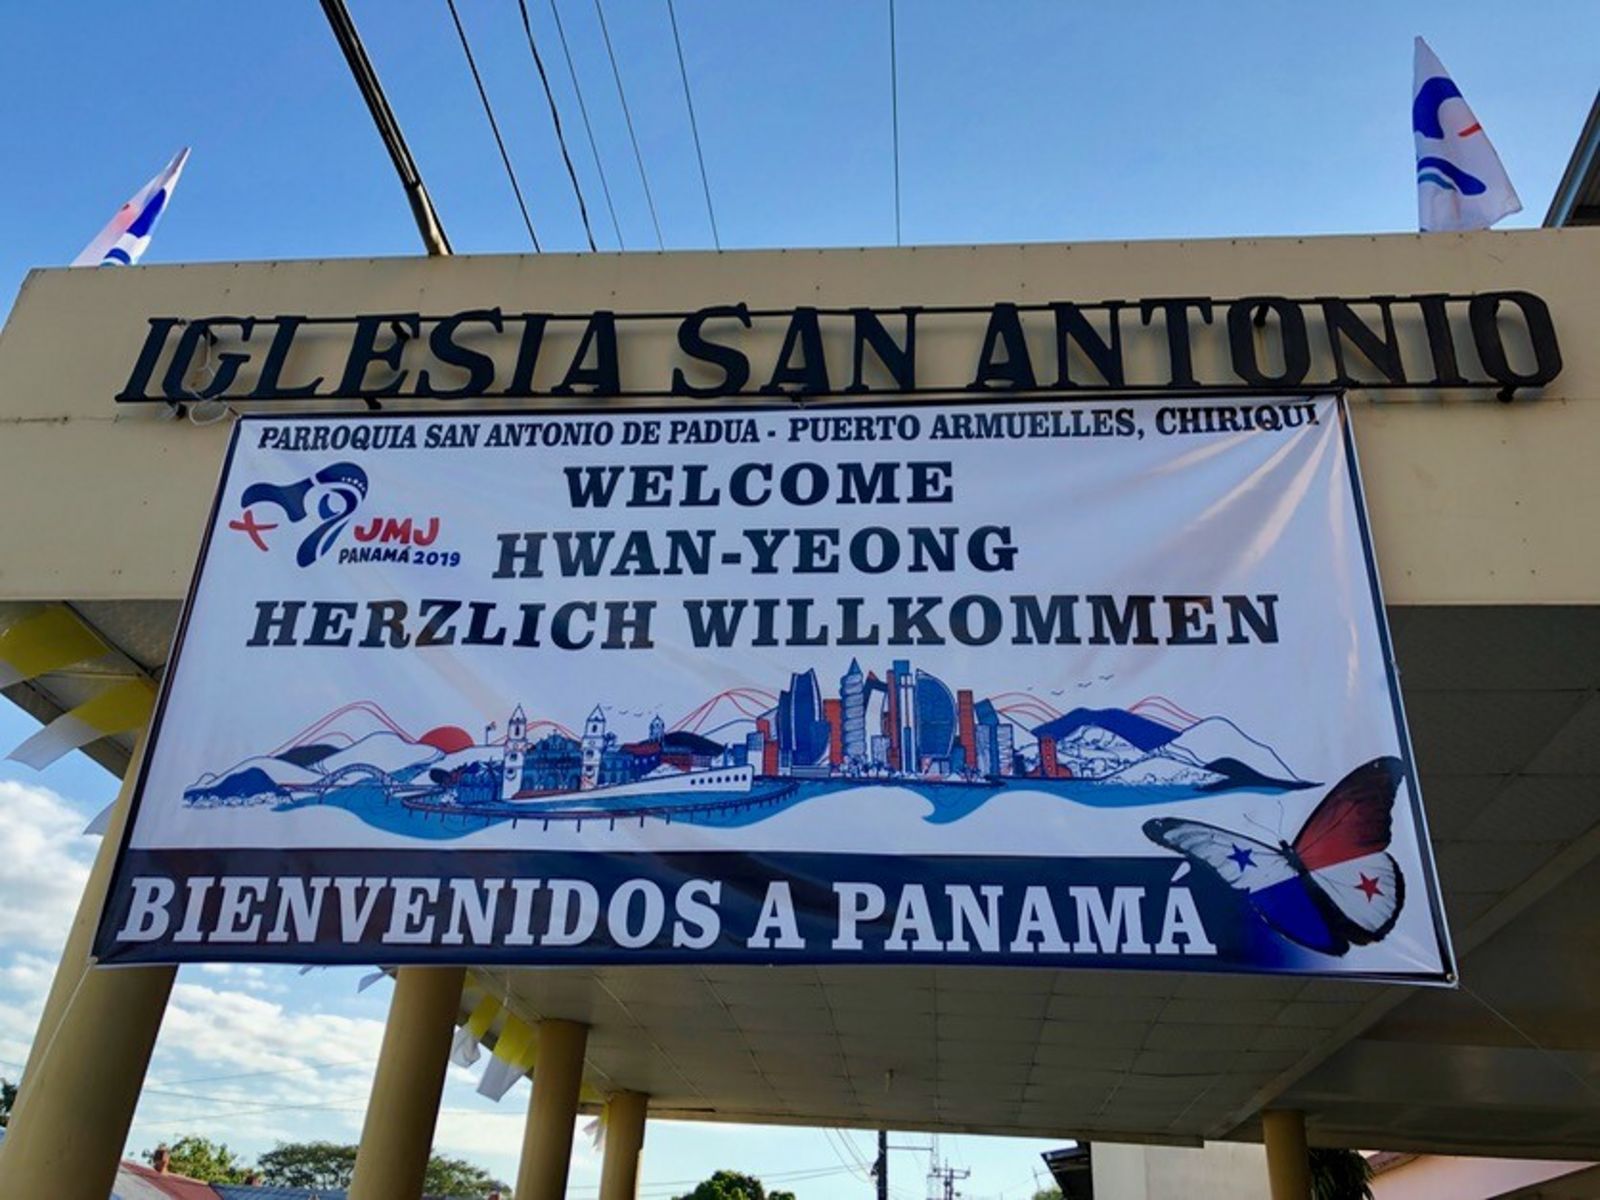 IGLESIA SAN ANTONIO
PARROQUIA SAN ANTONIO DE PADUA - PUERTO ARMUELLES, CHIRIQUI
WELCOME
JMJ
PANAMÁ 2019
HWAN-YEONG
HERZLICH WILLKOMMEN
BIENVENIDOS A PANAMÁ